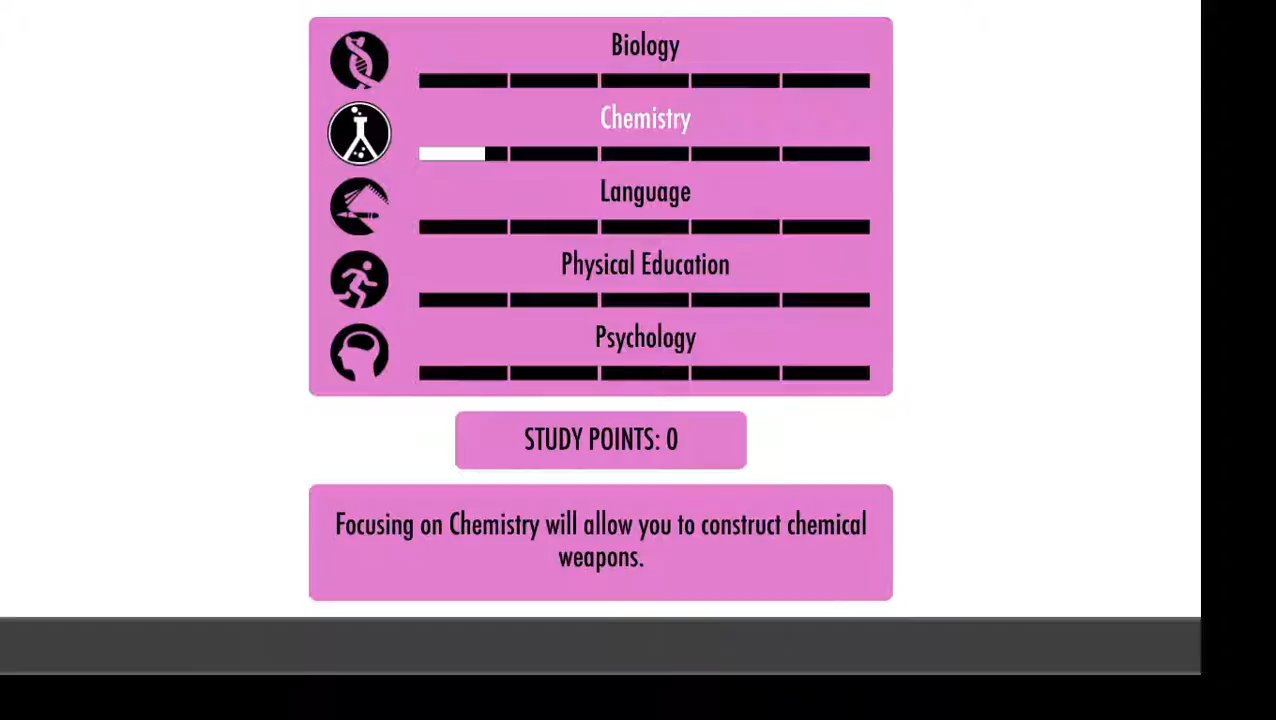 Biology
Chemistry
Language
Physical Education
Psychology
STUDY POINTS: 0
Focusing on Chemistry will allow you to construct chemical
weapons.